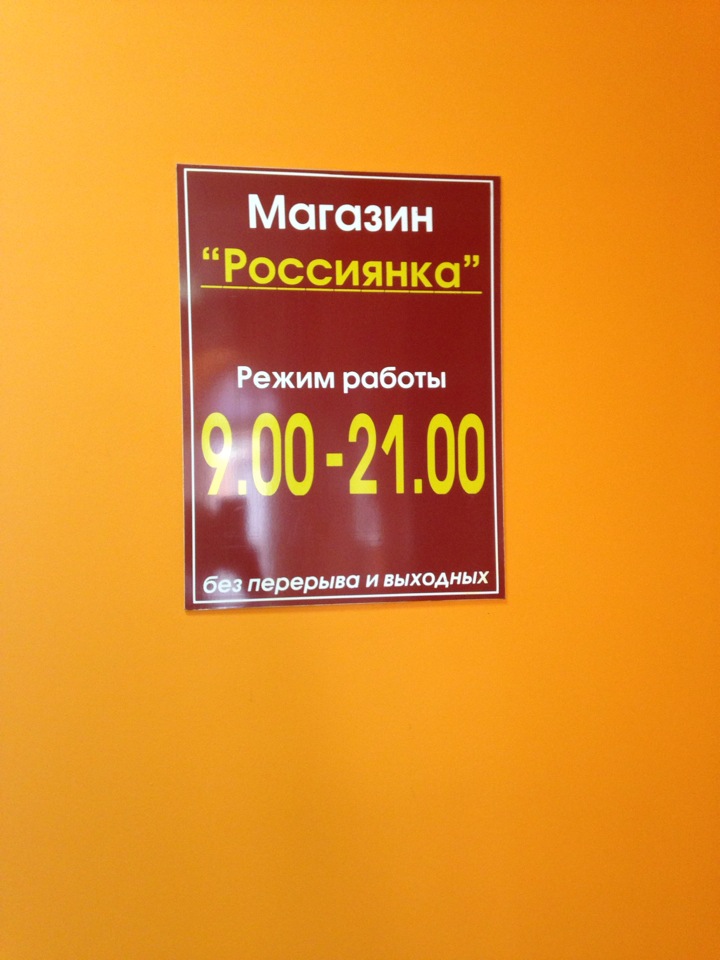 Магазин
“Россиянка”
Режим работы
9.00-21.00
без перерыва и выходных